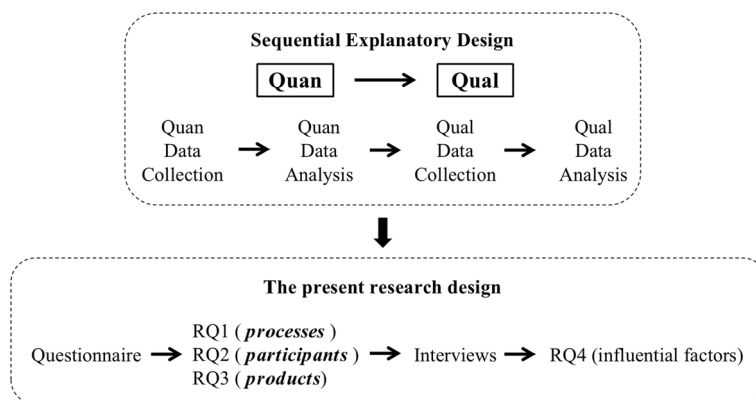 Sequential Explanatory Design
Quan Qual
Quan Quan Qual Qual
Data Data Data Data
Collection Analysis Collection Analysis
The present research design
RQ1 ( processes )
Questionnaire RQ2 ( participants ) Interviews RQ4 (influential factors)
RQ3 ( products)